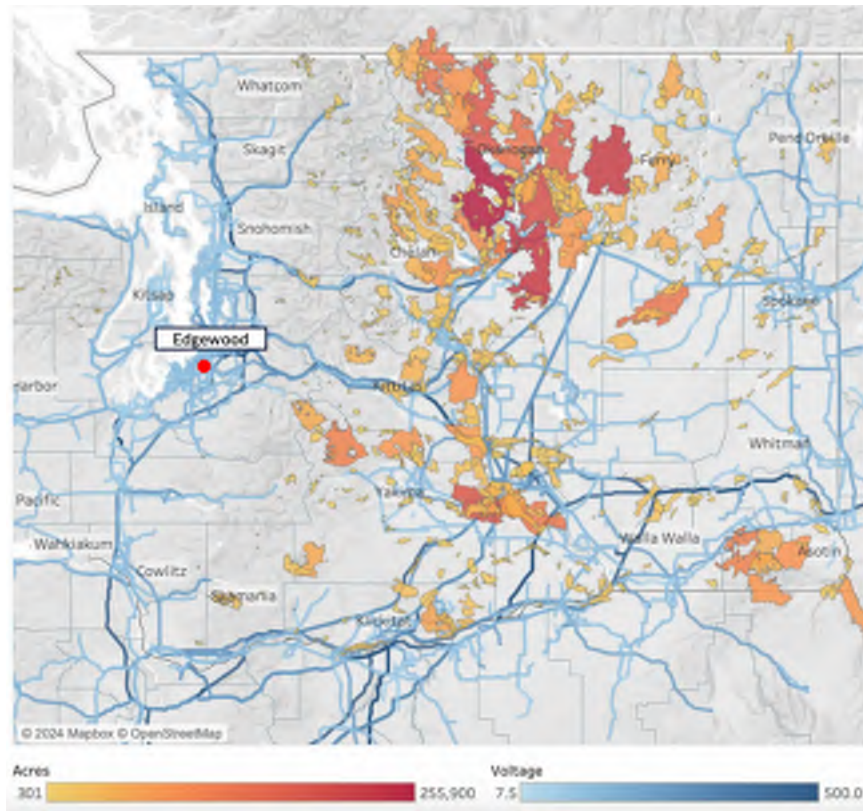 Whatcom
Skagit
Okanogan
Ferry
Pend Oreille
Island
Snohomish
Chelan
Kitsap
Spokane
Edgewood
Harbor
Kittitas
Whitman
Pacific
Yakima
Wahkiakum
Walla Walla
Asotin
Cowlitz
Skamania
Klickitat
© 2024 Mapbox © OpenStreetMap
Acres
301 255,900
Voltage
7.5 500.0